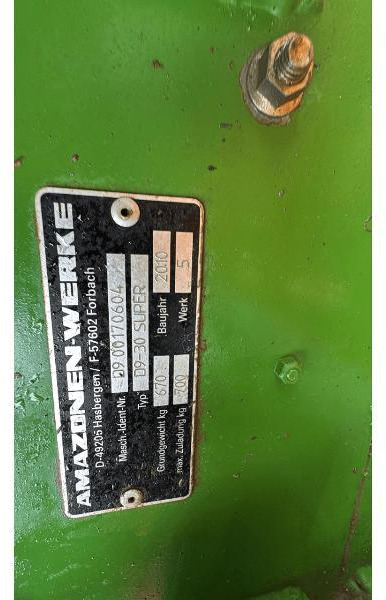 AMAZONEN-WERKE
D-49205 Hasbergen / F-57602 Forbach
Masch.-Ident-Nr. D9 00170604
Typ D9-30 SUPER
Grundgewicht kg 670 Baujahr 2010
max. Zuladung kg 700 Werk 5